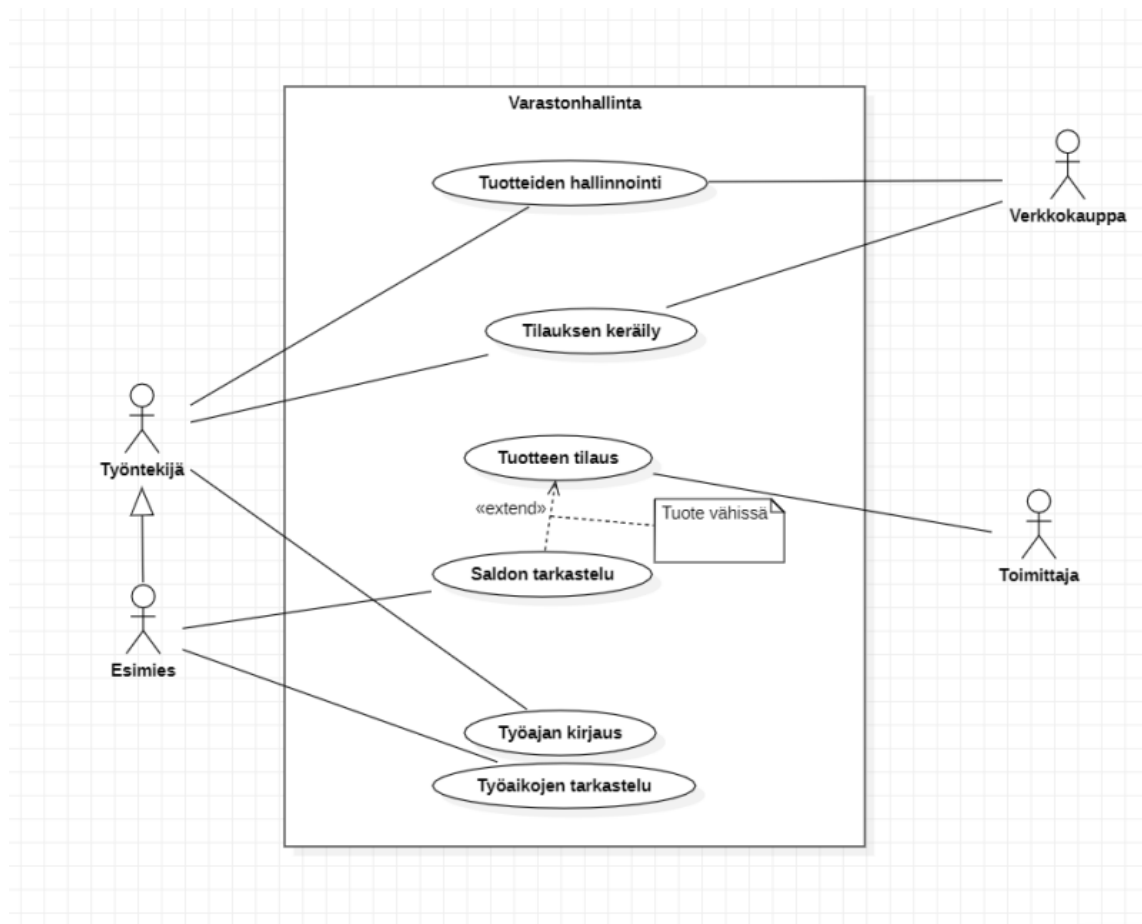 Varastonhallinta
Tuotteiden hallinnointi
Verkkokauppa
Tilauksen keräily
Työntekijä
Tuotteen tilaus
«extend»
Tuote vähissä
Saldon tarkastelu
Toimittaja
Esimies
Työajan kirjaus
Työaikojen tarkastelu